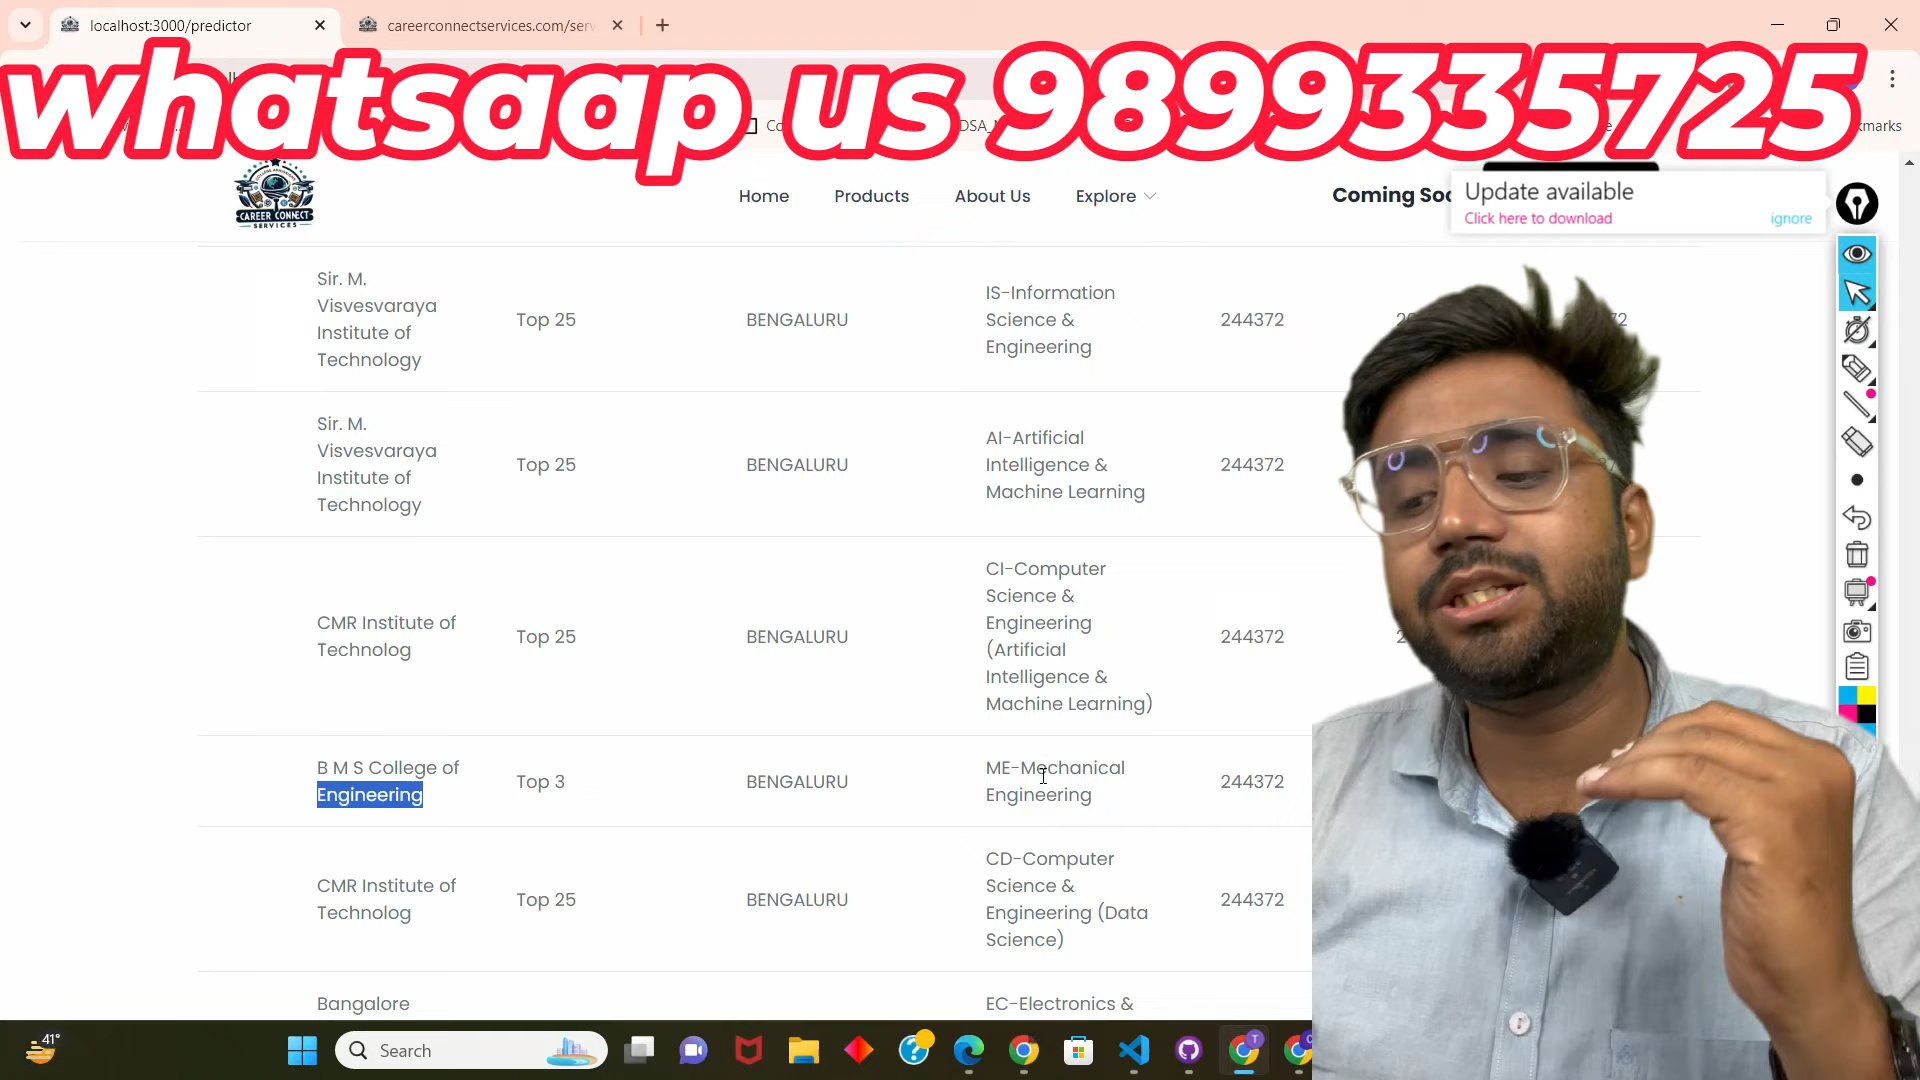 localhost:3000/predictor
careerconnectservices.com/serv
whatsaap us 9899335725
CAREER CONNECT
SERVICES
Home
Products
About Us
Explore
Coming Soo
Update available
Click here to download
ignore
Sir. M.
Visvesvaraya
Institute of
Technology
Top 25
BENGALURU
IS-Information
Science &
Engineering
244372
Sir. M.
Visvesvaraya
Institute of
Technology
Top 25
BENGALURU
AI-Artificial
Intelligence &
Machine Learning
244372
CMR Institute of
Technolog
Top 25
BENGALURU
CI-Computer
Science &
Engineering
(Artificial
Intelligence &
Machine Learning)
244372
B M S College of
Engineering
Top 3
BENGALURU
ME-Mechanical
Engineering
244372
CMR Institute of
Technolog
Top 25
BENGALURU
CD-Computer
Science &
Engineering (Data
Science)
244372
Bangalore
EC-Electronics &
41°
Search